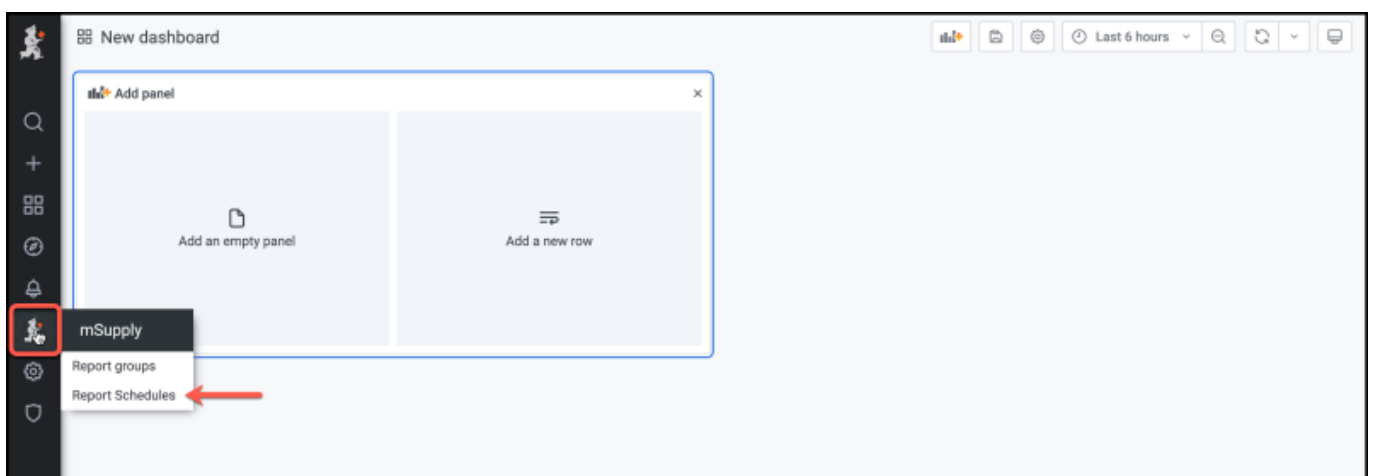 New dashboard
Last 6 hours
Add panel
Add an empty panel
Add a new row
mSupply
Report groups
Report Schedules